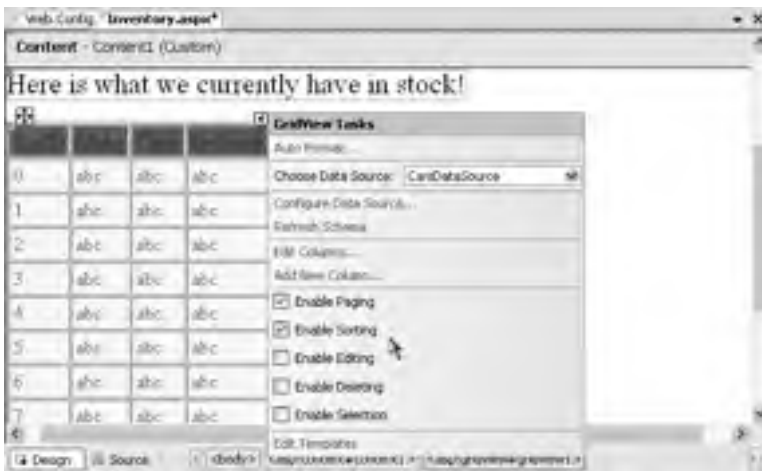 Web.Config Inventory.aspx*
Content - Content1 (Custom)
Here is what we currently have in stock!
GridView Tasks
Auto Format...
Choose Data Source: CarsDataSource
Configure Data Source...
Refresh Schema
Edit Columns...
Add New Column...
Enable Paging
Enable Sorting
Enable Editing
Enable Deleting
Enable Selection
Edit Templates
0 abc abc abc
1 abc abc abc
2 abc abc abc
3 abc abc abc
4 abc abc abc
5 abc abc abc
6 abc abc abc
7 abc abc abc
Design Source <body>